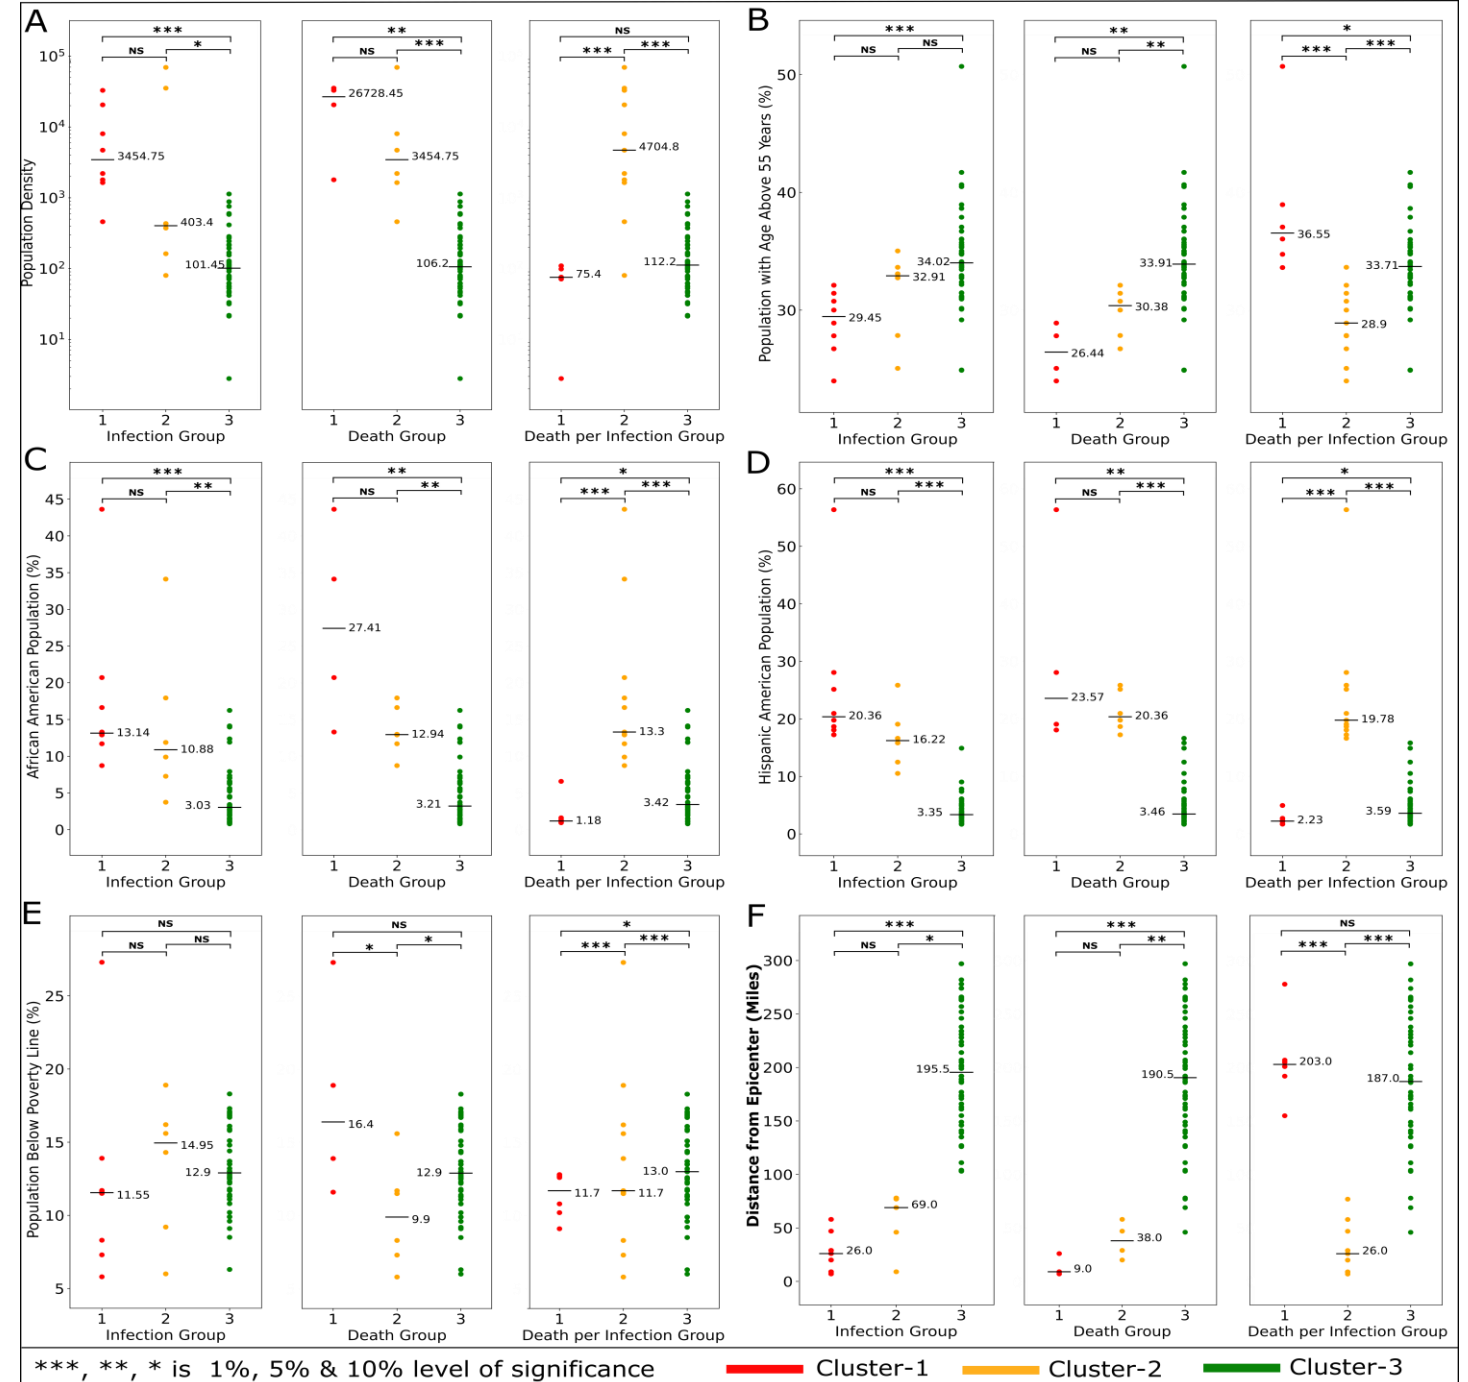 A
Population Density
10^5
10^4
10^3
10^2
10^1
***
NS *
3454.75
403.4
101.45
1 2 3
Infection Group
**
NS ***
26728.45
3454.75
106.2
1 2 3
Death Group
NS
*** ***
4704.8
75.4
112.2
1 2 3
Death per Infection Group
B
Population with Age Above 55 Years (%)
50
40
30
***
NS NS
29.45
32.91
34.02
1 2 3
Infection Group
**
NS **
26.44
30.38
33.91
1 2 3
Death Group
*
*** ***
36.55
28.9
33.71
1 2 3
Death per Infection Group
C
African American Population (%)
45
40
35
30
25
20
15
10
5
0
***
NS **
13.14
10.88
3.03
1 2 3
Infection Group
**
NS **
27.41
12.94
3.21
1 2 3
Death Group
*
*** ***
1.18
13.3
3.42
1 2 3
Death per Infection Group
D
Hispanic American Population (%)
60
50
40
30
20
10
0
***
NS ***
20.36
16.22
3.35
1 2 3
Infection Group
**
NS ***
23.57
20.36
3.46
1 2 3
Death Group
*
*** ***
2.23
19.78
3.59
1 2 3
Death per Infection Group
E
Population Below Poverty Line (%)
25
20
15
10
5
NS
NS NS
11.55
14.95
12.9
1 2 3
Infection Group
NS
* *
16.4
9.9
12.9
1 2 3
Death Group
*
*** ***
11.7
11.7
13.0
1 2 3
Death per Infection Group
F
Distance from Epicenter (Miles)
300
250
200
150
100
50
0
***
NS *
26.0
69.0
195.5
1 2 3
Infection Group
***
NS **
9.0
38.0
190.5
1 2 3
Death Group
NS
*** ***
203.0
26.0
187.0
1 2 3
Death per Infection Group
***, **, * is 1%, 5% & 10% level of significance
Cluster-1
Cluster-2
Cluster-3